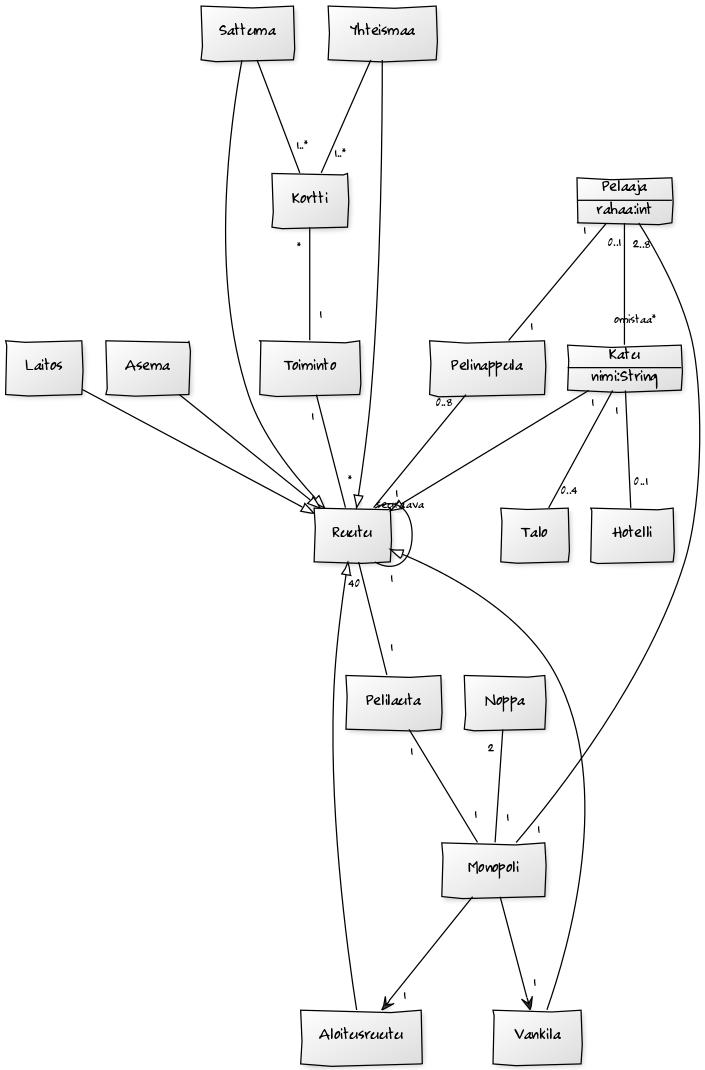 Sattuma
Yhteismaa
1..*
1..*
Kortti
Pelaaja
rahaa:int
*
1
0..1
2..8
1
omistaa*
1
Laitos
Asema
Toiminto
Pelinappula
Katu
nimi:String
1
0..8
1
1
*
0..4
0..1
1
seuraava
Ruutu
Talo
Hotelli
40
1
1
Pelilauta
Noppa
1
2
1
1
1
Monopoli
1
1
Aloitusruutu
Vankila